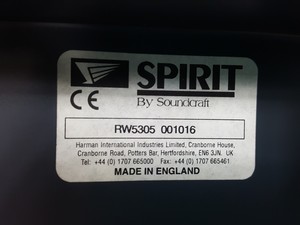 SPIRIT
CE By Soundcraft
RW5305 001016
Harman International Industries Limited, Cranborne House,
Cranborne Road, Potters Bar, Hertfordshire, EN6 3JN. UK
Tel: +44 (0) 1707 665000 Fax: +44 (0) 1707 665461
MADE IN ENGLAND